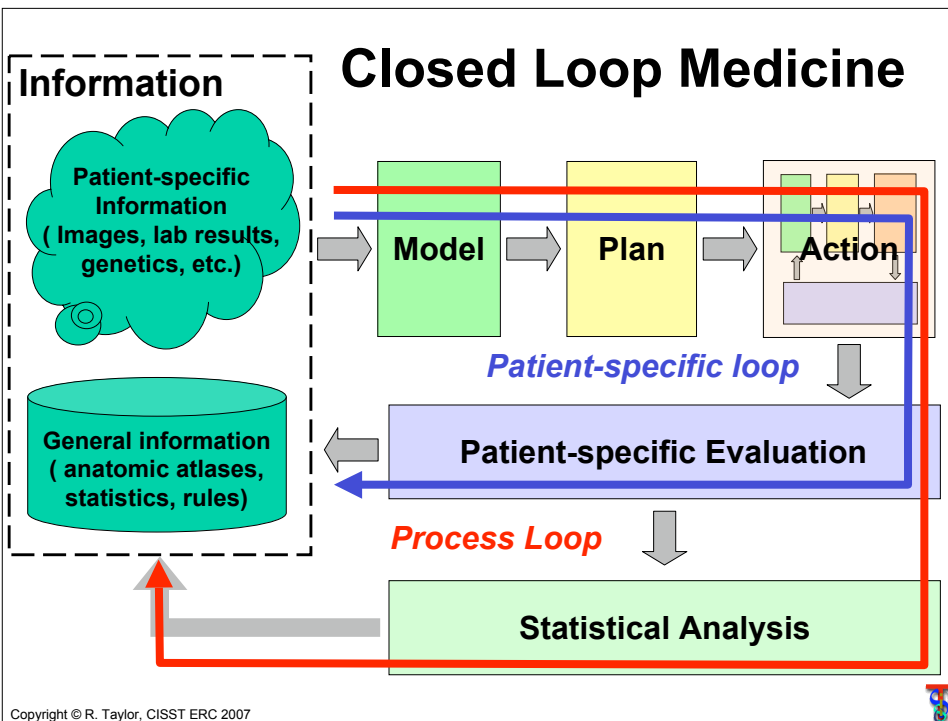 Closed Loop Medicine
Information
Patient-specific
Information
( Images, lab results,
genetics, etc.)
Model
Plan
Action
Patient-specific loop
General information
( anatomic atlases,
statistics, rules)
Patient-specific Evaluation
Process Loop
Statistical Analysis
Copyright © R. Taylor, CISST ERC 2007